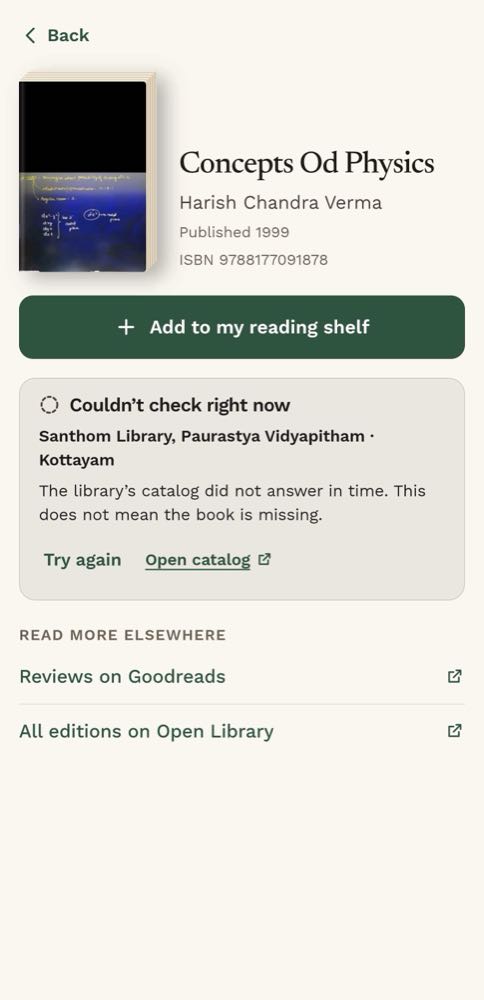 Back
Concepts Od Physics
Harish Chandra Verma
Published 1999
ISBN 9788177091878
Add to my reading shelf
Couldn’t check right now
Santhom Library, Paurastya Vidyapitham ·
Kottayam
The library’s catalog did not answer in time. This
does not mean the book is missing.
Try again
Open catalog
READ MORE ELSEWHERE
Reviews on Goodreads
All editions on Open Library